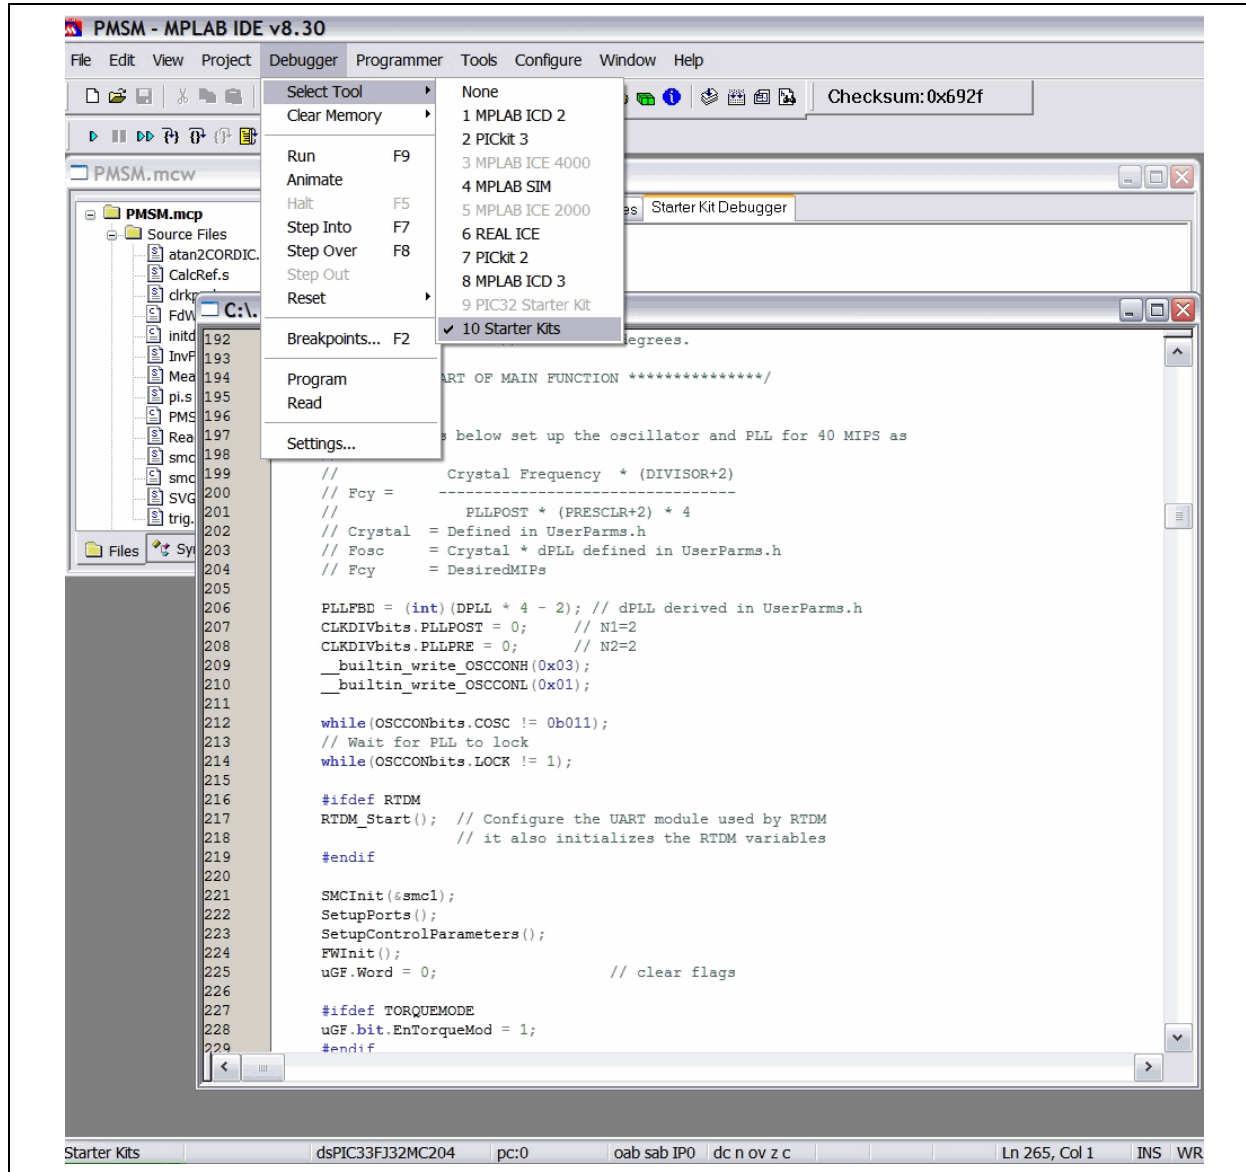 PMSM - MPLAB IDE v8.30
File Edit View Project Debugger Programmer Tools Configure Window Help
Checksum: 0x692f
Select Tool
Clear Memory
Run F9
Animate
Halt F5
Step Into F7
Step Over F8
Step Out
Reset
Breakpoints... F2
Program
Read
Settings...
None
1 MPLAB ICD 2
2 PICkit 3
3 MPLAB ICE 4000
4 MPLAB SIM
5 MPLAB ICE 2000
6 REAL ICE
7 PICkit 2
8 MPLAB ICD 3
9 PIC32 Starter Kit
10 Starter Kits
PMSM.mcw
Starter Kit Debugger
PMSM.mcp
Source Files
atan2CORDIC.
CalcRef.s
FdW
initd
InvP
Mea
pi.s
PMS
Rea
smc
smc
SVG
trig.
Files Sy
C:\.
192 egrees.
193
194 ART OF MAIN FUNCTION ***************/
195
196
197 s below set up the oscillator and PLL for 40 MIPS as
198 //
199 // Crystal Frequency * (DIVISOR+2)
200 // Fcy = ---------------------------------
201 // PLLPOST * (PRESCLR+2) * 4
202 // Crystal = Defined in UserParms.h
203 // Fosc = Crystal * dPLL defined in UserParms.h
204 // Fcy = DesiredMIPs
205
206 PLLFBD = (int)(DPLL * 4 - 2); // dPLL derived in UserParms.h
207 CLKDIVbits.PLLPOST = 0; // N1=2
208 CLKDIVbits.PLLPRE = 0; // N2=2
209 __builtin_write_OSCCONH(0x03);
210 __builtin_write_OSCCONL(0x01);
211
212 while(OSCCONbits.COSC != 0b011);
213 // Wait for PLL to lock
214 while(OSCCONbits.LOCK != 1);
215
216 #ifdef RTDM
217 RTDM_Start(); // Configure the UART module used by RTDM
218 // it also initializes the RTDM variables
219 #endif
220
221 SMCInit(&smc1);
222 SetupPorts();
223 SetupControlParameters();
224 FWInit();
225 uGF.Word = 0; // clear flags
226
227 #ifdef TORQUEMODE
228 uGF.bit.EnTorqueMod = 1;
229 #endif
Starter Kits dsPIC33FJ32MC204 pc:0 oab sab IP0 dc n ov z c Ln 265, Col 1 INS WR